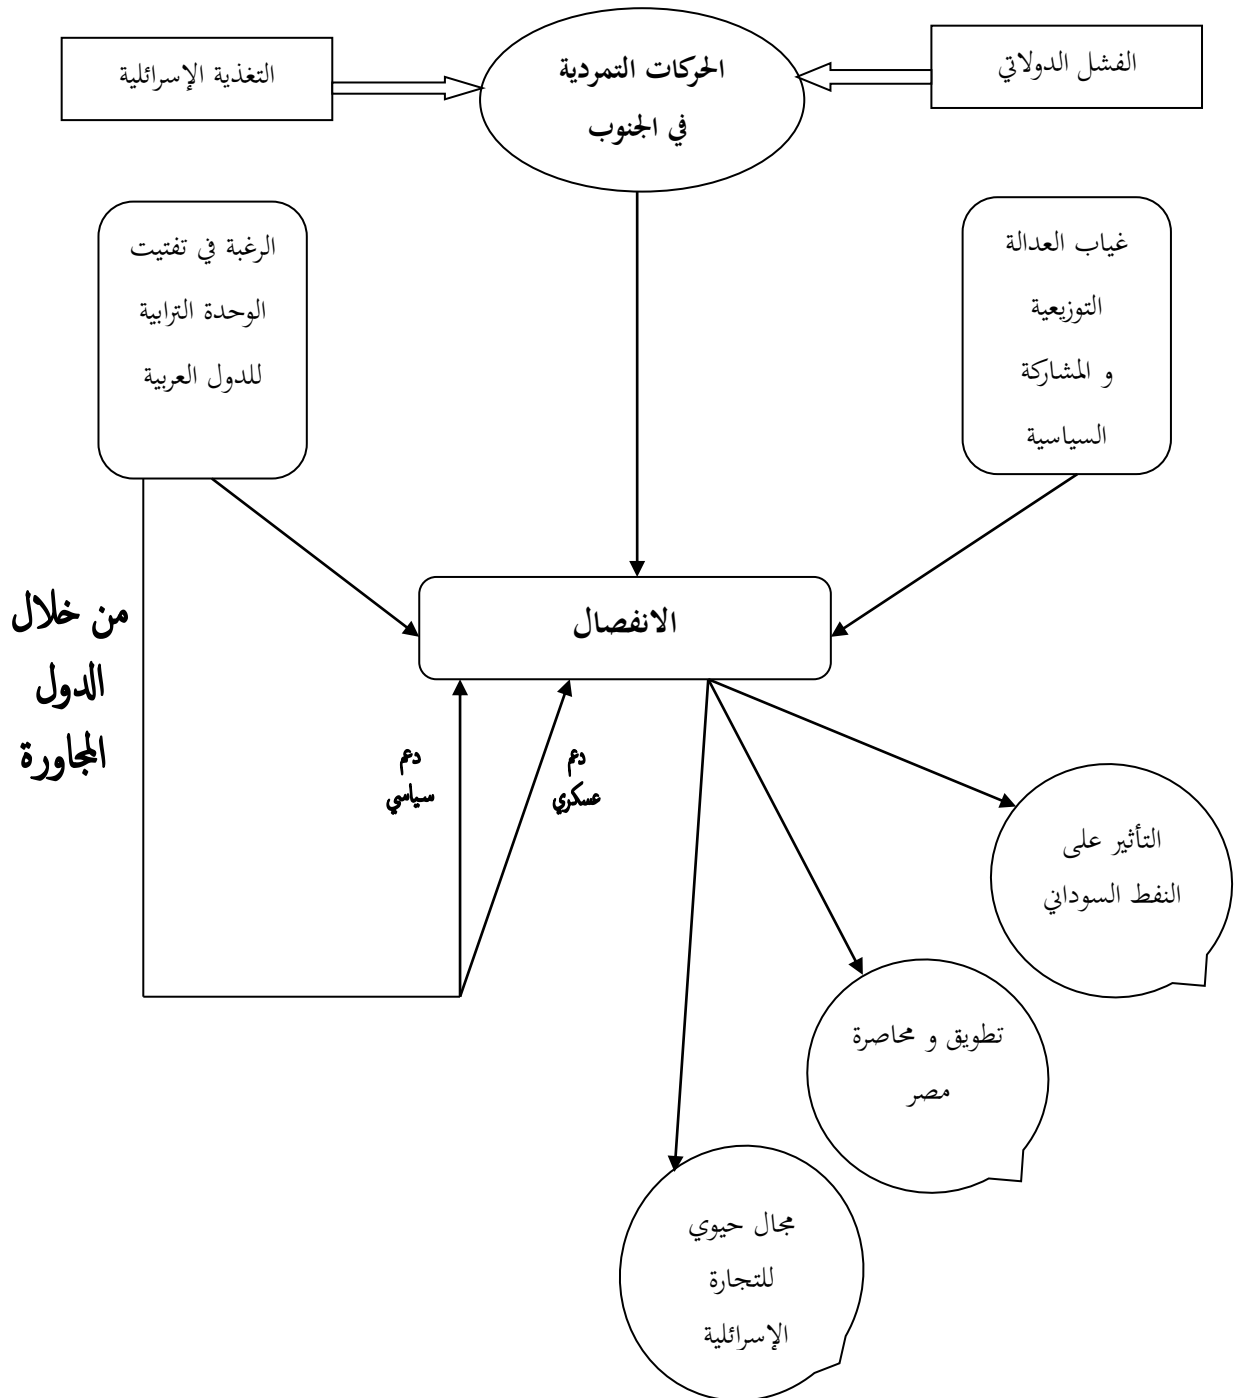 الفشل الدولاتي
الحركات التمردية
في الجنوب
التغذية الإسرائلية
غياب العدالة
التوزيعية
و المشاركة
السياسية
الرغبة في تفتيت
الوحدة الترابية
للدول العربية
الانفصال
من خلال
الدول
المجاورة
دعم
عسكري
دعم
سياسي
التأثير على
النفط السوداني
تطويق و محاصرة
مصر
مجال حيوي
للتجارة
الإسرائلية